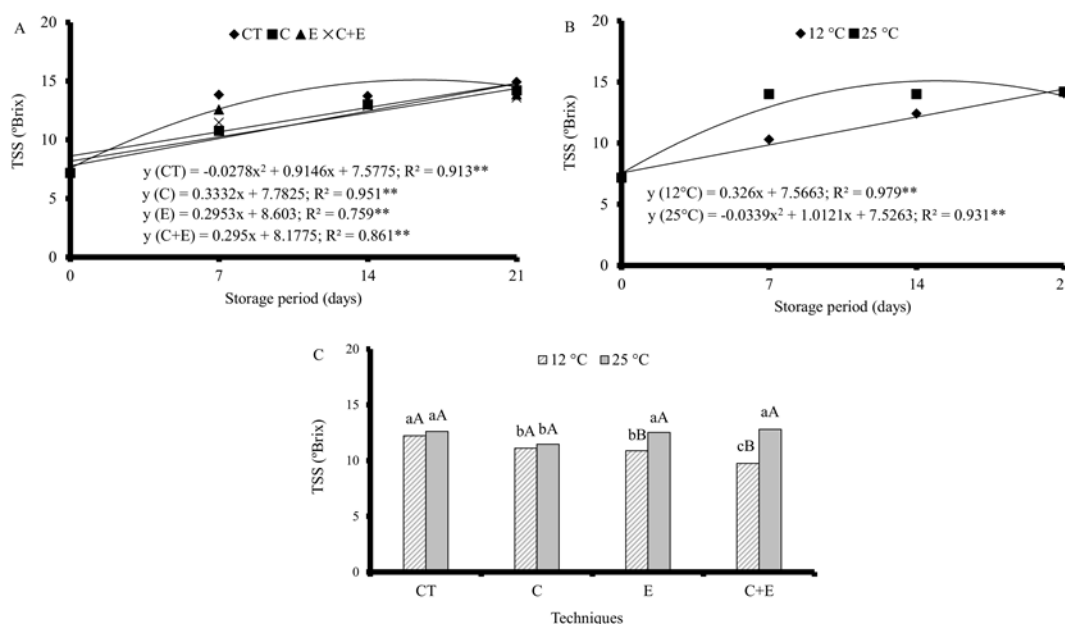 A
◆CT ■C ▲E ×C+E
20
15
10
5
0
TSS (ºBrix)
y (CT) = -0.0278x² + 0.9146x + 7.5775; R² = 0.913**
y (C) = 0.3332x + 7.7825; R² = 0.951**
y (E) = 0.2953x + 8.603; R² = 0.759**
y (C+E) = 0.295x + 8.1775; R² = 0.861**
0 7 14 21
Storage period (days)
B
◆12 °C ■25 °C
20
15
10
5
0
TSS (ºBrix)
y (12°C) = 0.326x + 7.5663; R² = 0.979**
y (25°C) = -0.0339x² + 1.0121x + 7.5263; R² = 0.931**
0 7 14 2
Storage period (days)
C
12 °C 25 °C
20
15
10
5
0
TSS (ºBrix)
aA aA bA bA bB aA cB aA
CT C E C+E
Techniques